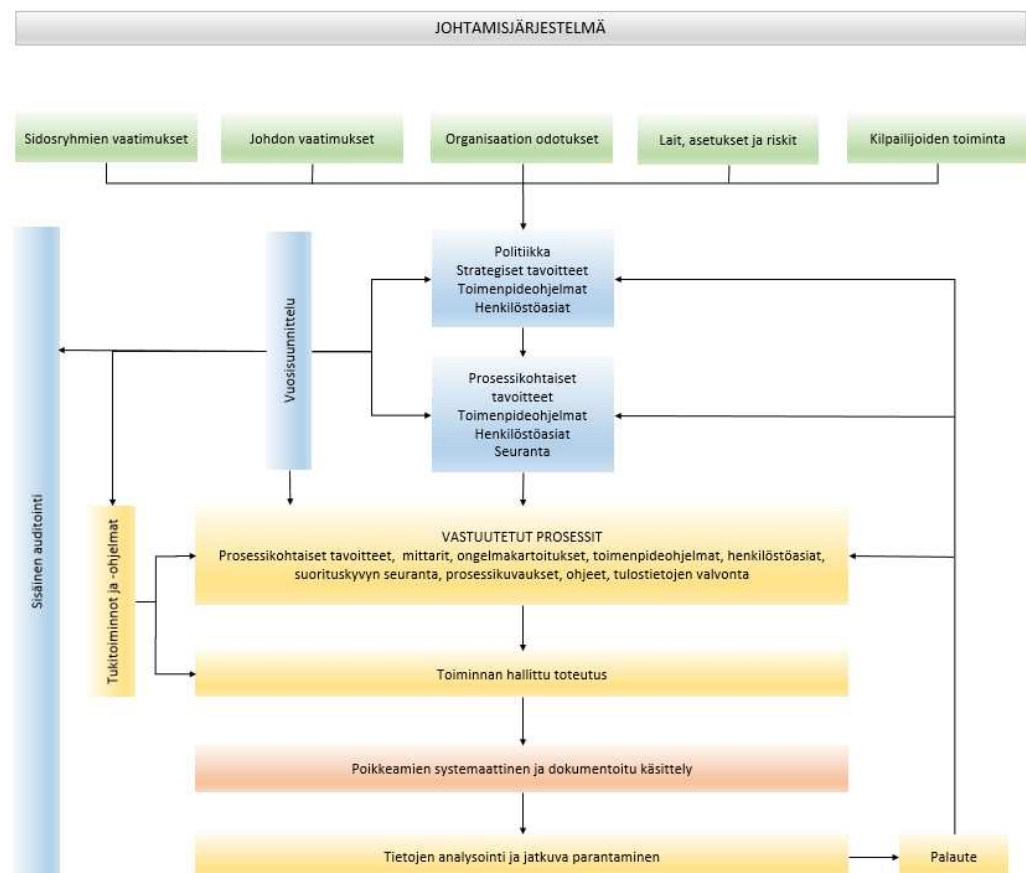 JOHTAMISJÄRJESTELMÄ
Sidosryhmien vaatimukset
Johdon vaatimukset
Organisaation odotukset
Lait, asetukset ja riskit
Kilpailijoiden toiminta
Politiikka
Strategiset tavoitteet
Toimenpideohjelmat
Henkilöstöasiat
Vuosisuunnittelu
Prosessikohtaiset
tavoitteet
Toimenpideohjelmat
Henkilöstöasiat
Seuranta
Sisäinen auditointi
Tukitoiminnot ja -ohjelmat
VASTUUTETUT PROSESSIT
Prosessikohtaiset tavoitteet, mittarit, ongelmakartoitukset, toimenpideohjelmat, henkilöstöasiat,
suorituskyvyn seuranta, prosessikuvaukset, ohjeet, tulostietojen valvonta
Toiminnan hallittu toteutus
Poikkeamien systemaattinen ja dokumentoitu käsittely
Tietojen analysointi ja jatkuva parantaminen
Palaute